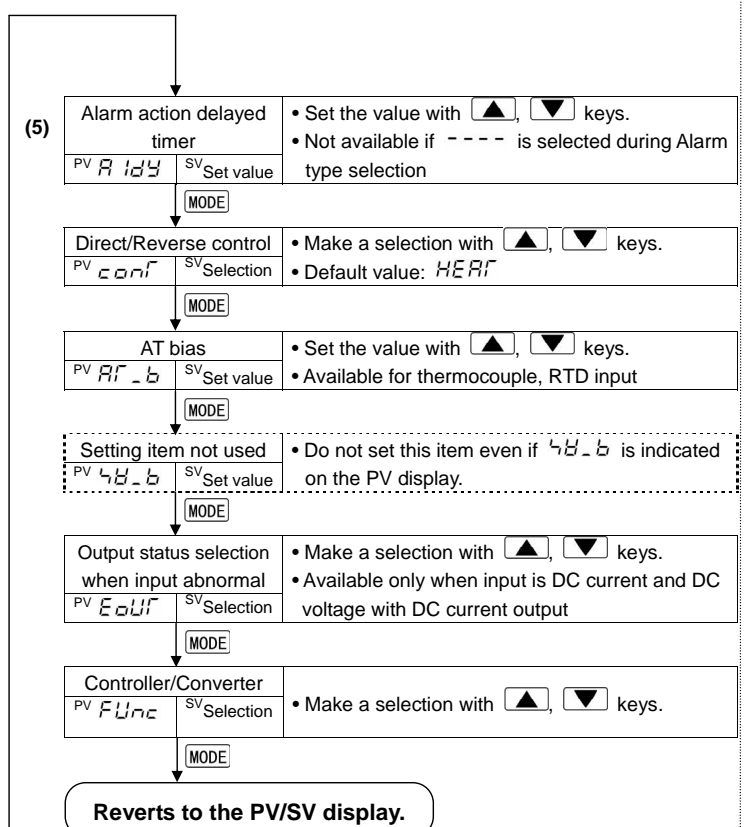 (5)
Alarm action delayed
timer
PV A1dY SV Set value
• Set the value with ▲, ▼ keys.
• Not available if ---- is selected during Alarm
type selection
MODE
Direct/Reverse control
PV conT SV Selection
• Make a selection with ▲, ▼ keys.
• Default value: HEAT
MODE
AT bias
PV AT_b SV Set value
• Set the value with ▲, ▼ keys.
• Available for thermocouple, RTD input
MODE
Setting item not used
PV SV_b SV Set value
• Do not set this item even if SV_b is indicated
on the PV display.
MODE
Output status selection
when input abnormal
PV EoUT SV Selection
• Make a selection with ▲, ▼ keys.
• Available only when input is DC current and DC
voltage with DC current output
MODE
Controller/Converter
PV FUnc SV Selection
• Make a selection with ▲, ▼ keys.
MODE
Reverts to the PV/SV display.